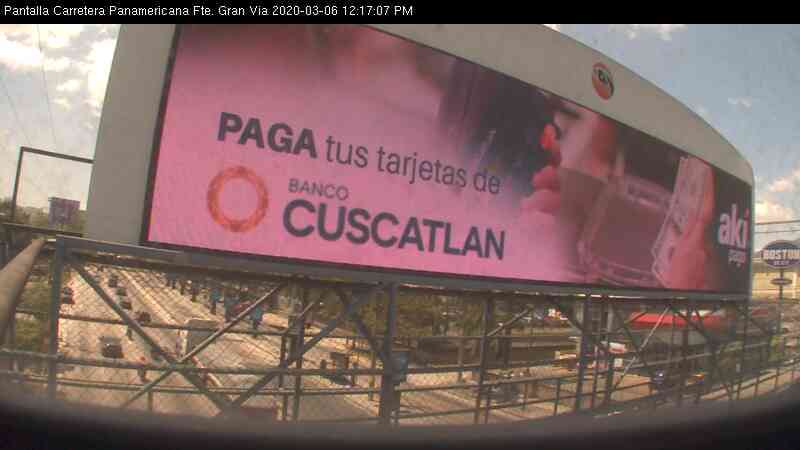 Pantalla Carretera Panamericana Fte. Gran Via 2020-03-06 12:17:07 PM
PAGA tus tarjetas de
BANCO
CUSCATLAN
aki
pago
BOSTON